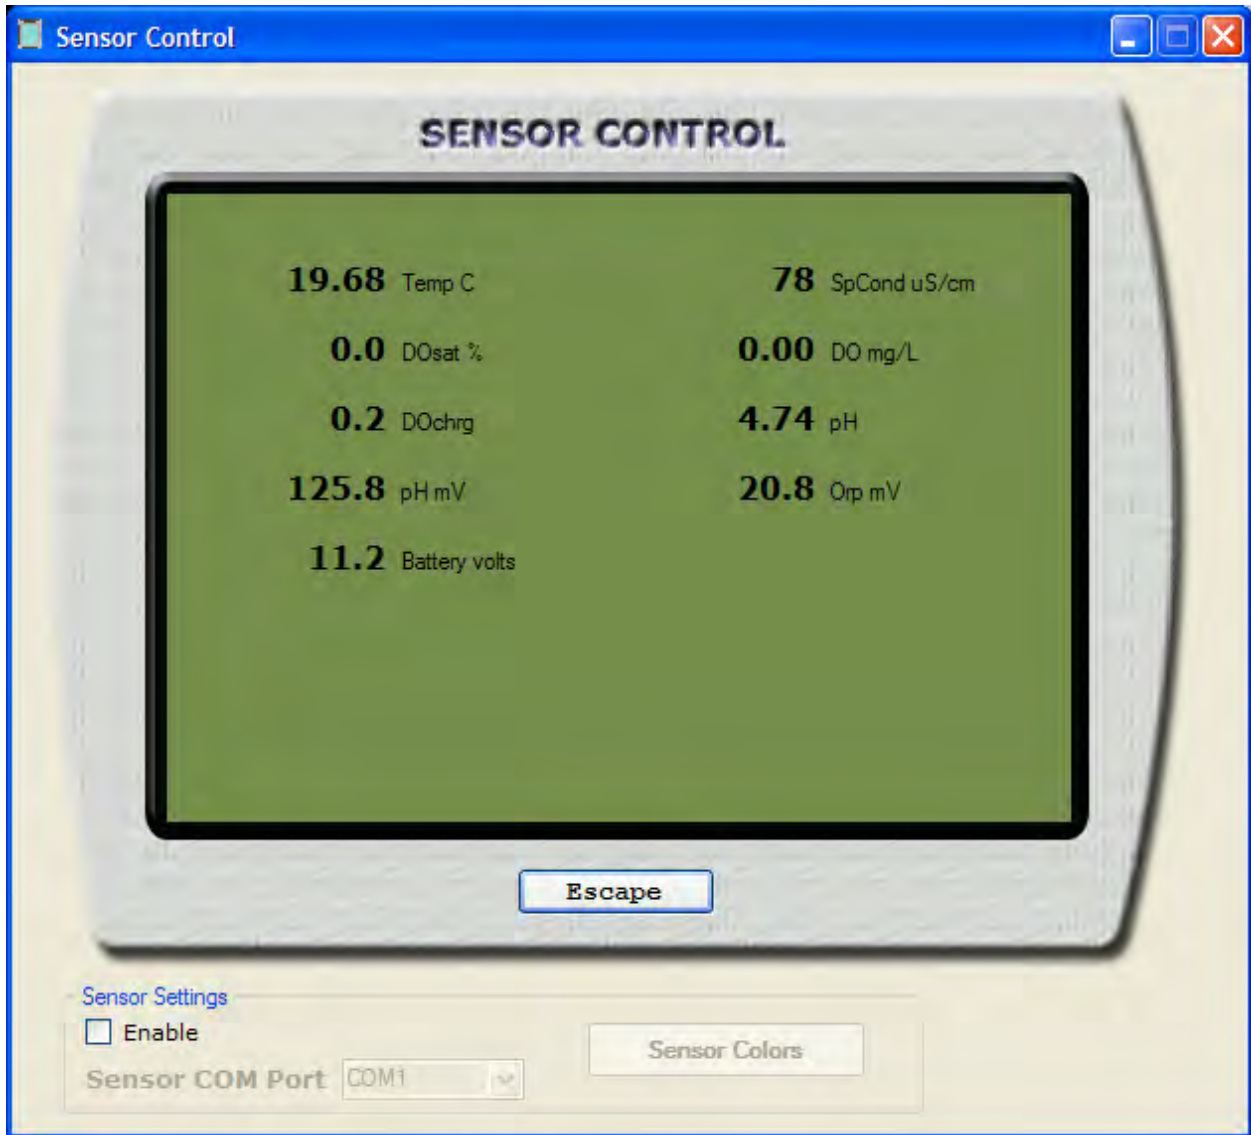 Sensor Control
SENSOR CONTROL
19.68 Temp C 78 SpCond uS/cm
0.0 DOsat % 0.00 DO mg/L
0.2 DOchrg 4.74 pH
125.8 pH mV 20.8 Orp mV
11.2 Battery volts
Escape
Sensor Settings
Enable
Sensor Colors
Sensor COM Port COM1